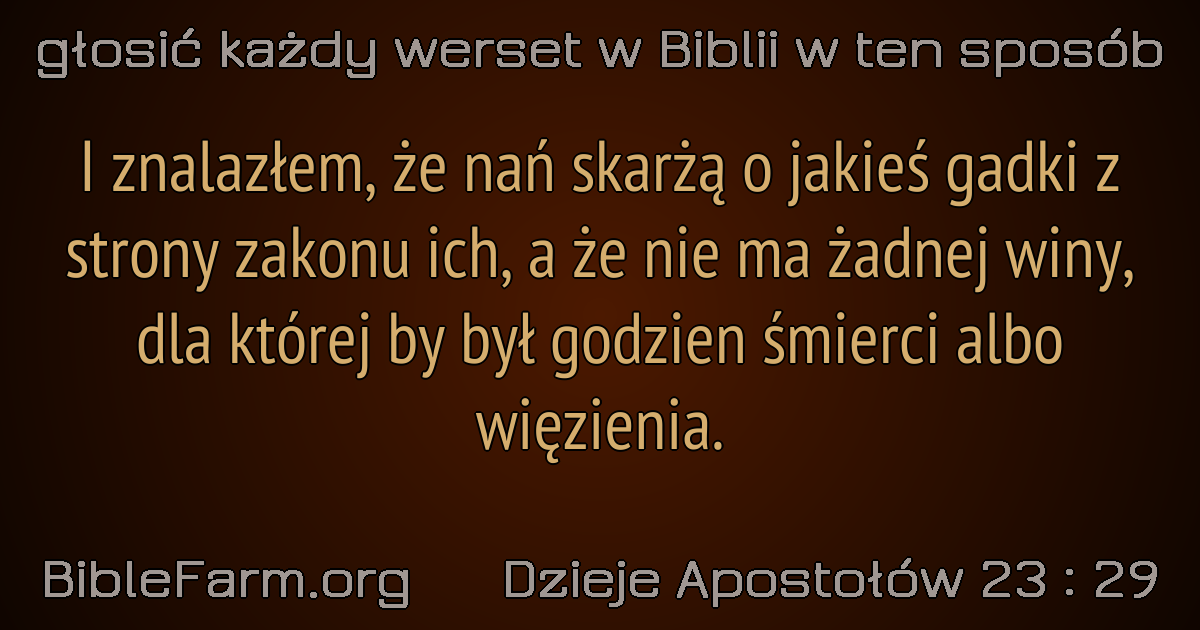 głosić każdy werset w Biblii w ten sposób
I znalazłem, że nań skarżą o jakieś gadki z
strony zakonu ich, a że nie ma żadnej winy,
dla której by był godzien śmierci albo
więzienia.
BibleFarm.org Dzieje Apostołów 23 : 29